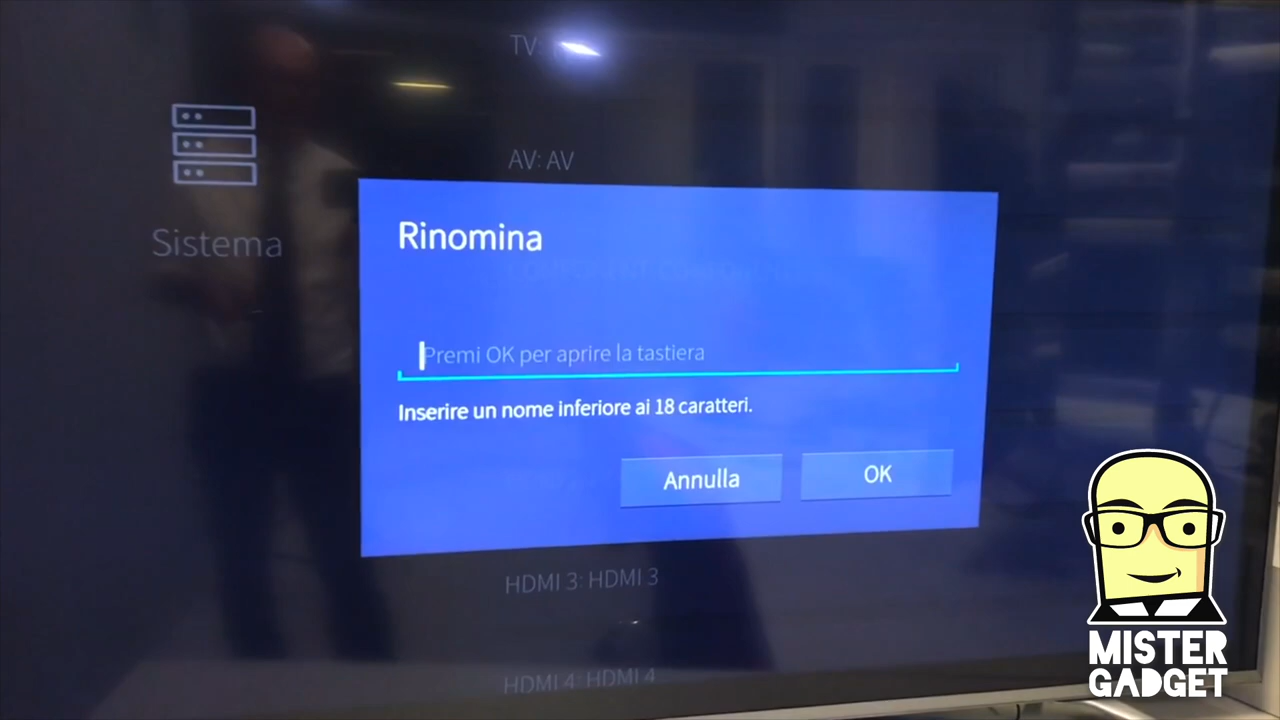 TV
AV: AV
Sistema
Rinomina
Premi OK per aprire la tastiera
Inserire un nome inferiore ai 18 caratteri.
Annulla
OK
HDMI 3: HDMI 3
HDMI 4: HDMI 4
MISTER
GADGET